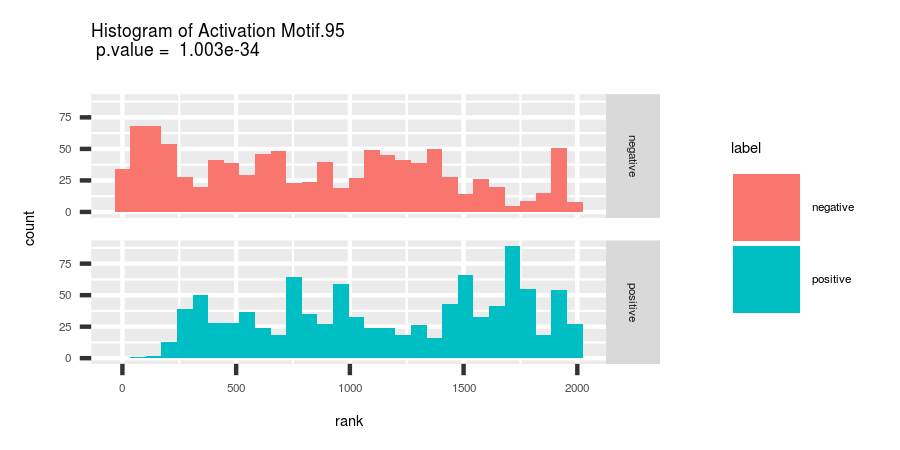 Histogram of Activation Motif.95
p.value =  1.003e-34
75
50
25
0
negative
75
50
25
0
positive
0 500 1000 1500 2000
rank
count
label
negative
positive